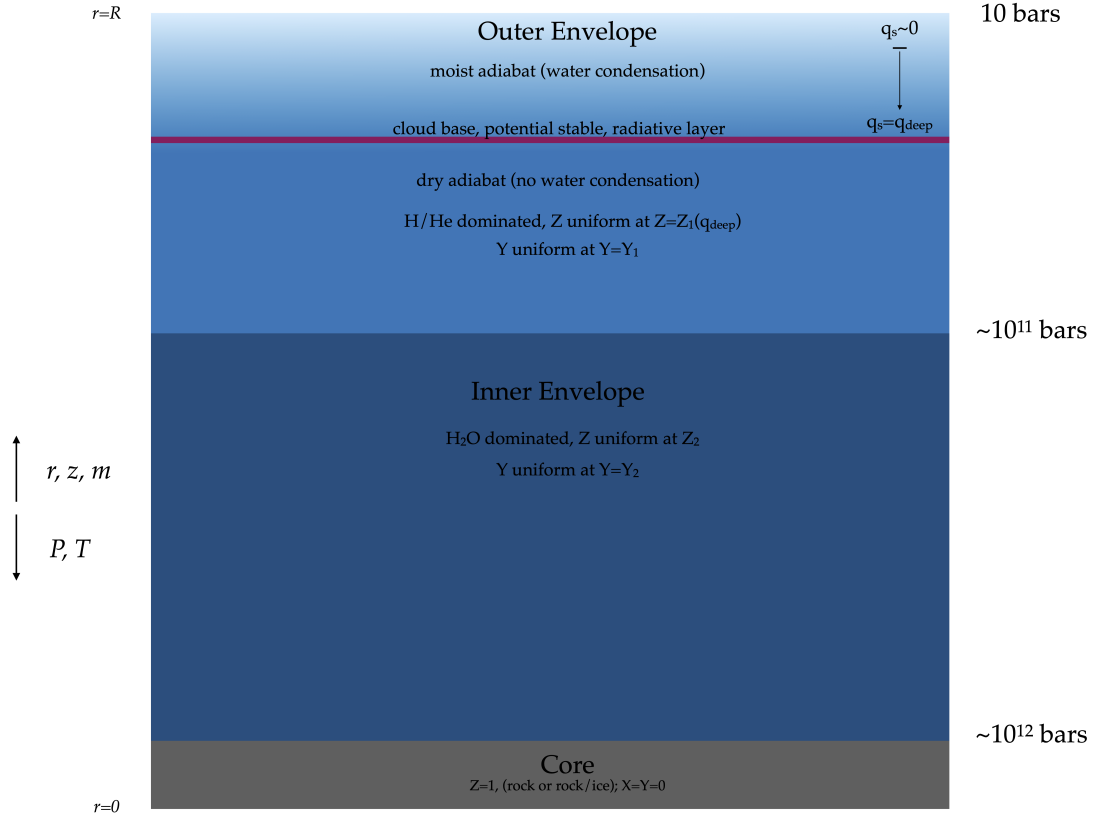 r=R
10 bars
Outer Envelope
qₛ~0
moist adiabat (water condensation)
qₛ=q_deep
cloud base, potential stable, radiative layer
dry adiabat (no water condensation)
H/He dominated, Z uniform at Z=Z₁(q_deep)
Y uniform at Y=Y₁
~10¹¹ bars
Inner Envelope
H₂O dominated, Z uniform at Z₂
r, z, m
Y uniform at Y=Y₂
P, T
~10¹² bars
Core
Z=1, (rock or rock/ice); X=Y=0
r=0